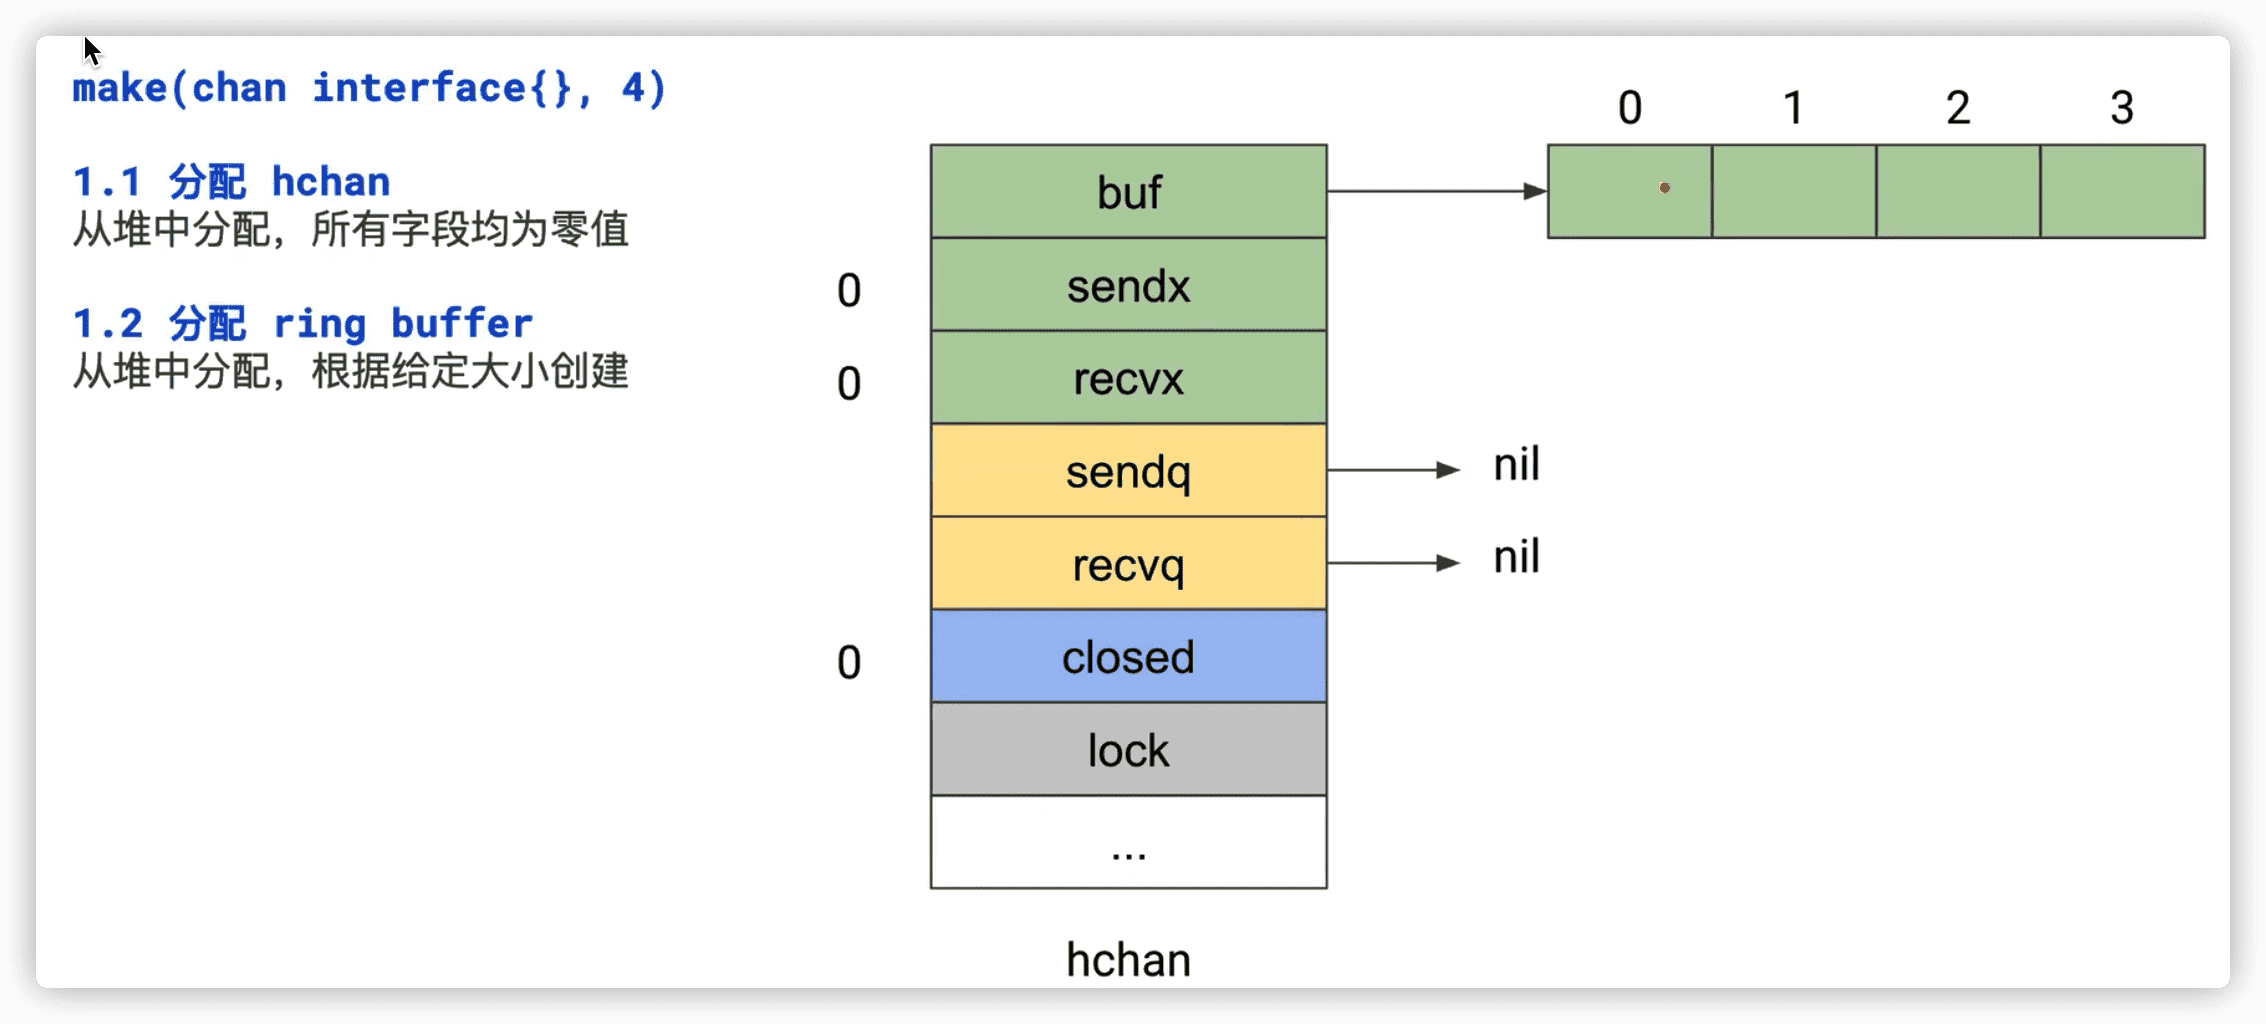 make(chan interface{}, 4)
1.1 分配 hchan
从堆中分配，所有字段均为零值
1.2 分配 ring buffer
从堆中分配，根据给定大小创建
0 1 2 3
buf
0 sendx
0 recvx
sendq nil
recvq nil
0 closed
lock
...
hchan